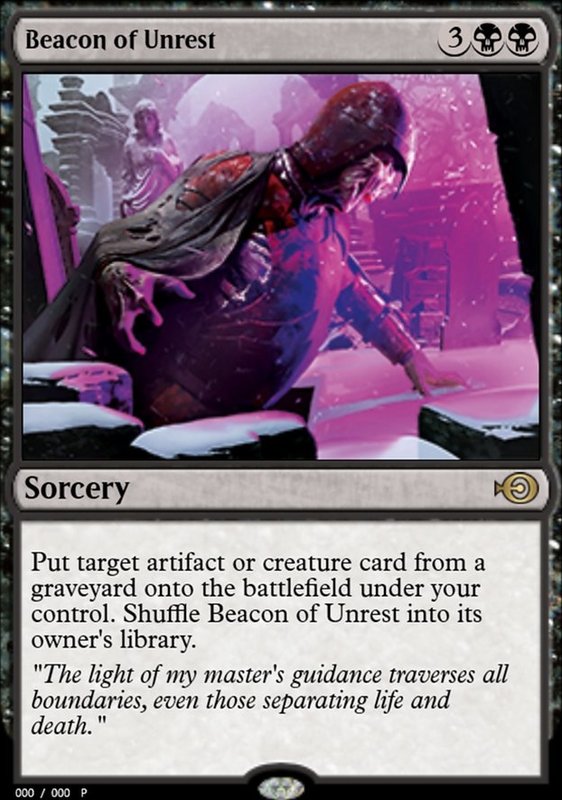 Beacon of Unrest
3
Sorcery
Put target artifact or creature card from a
graveyard onto the battlefield under your
control. Shuffle Beacon of Unrest into its
owner's library.
"The light of my master's guidance traverses all
boundaries, even those separating life and
death."
000 / 000 P